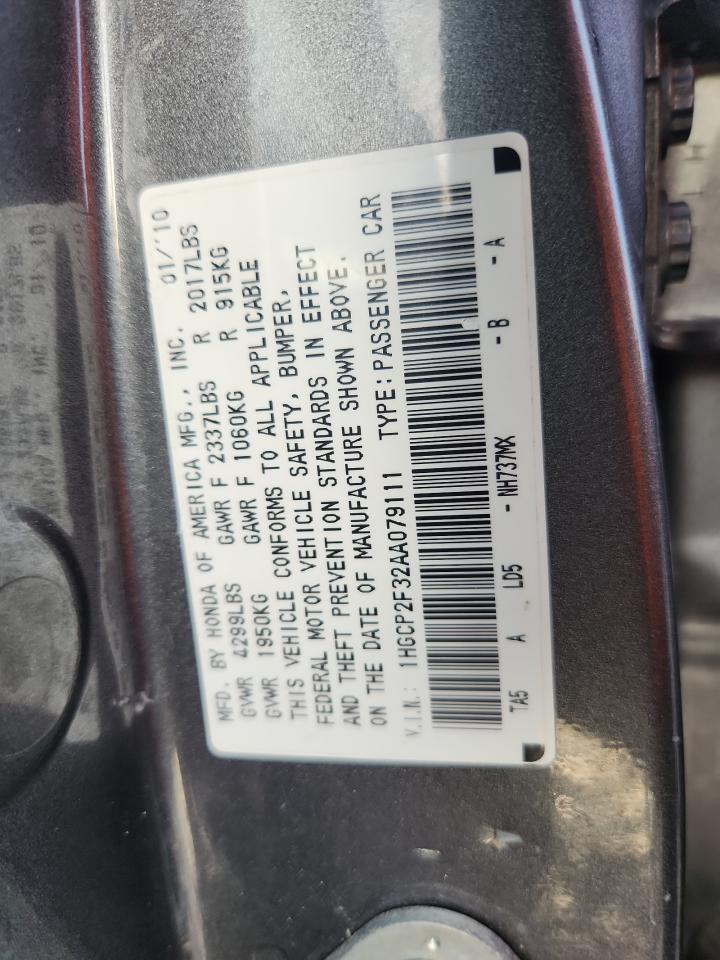 MFD. BY HONDA OF AMERICA MFG., INC. 01/'10
GVWR 4299LBS GAWR F 2337LBS R 2017LBS
GVWR 1950KG GAWR F 1060KG R 915KG
THIS VEHICLE CONFORMS TO ALL APPLICABLE
FEDERAL MOTOR VEHICLE SAFETY, BUMPER,
AND THEFT PREVENTION STANDARDS IN EFFECT
ON THE DATE OF MANUFACTURE SHOWN ABOVE.
V.I.N.: 1HGCP2F32AA079111 TYPE:PASSENGER CAR
TA5 A LD5 - NH737MX - B - A